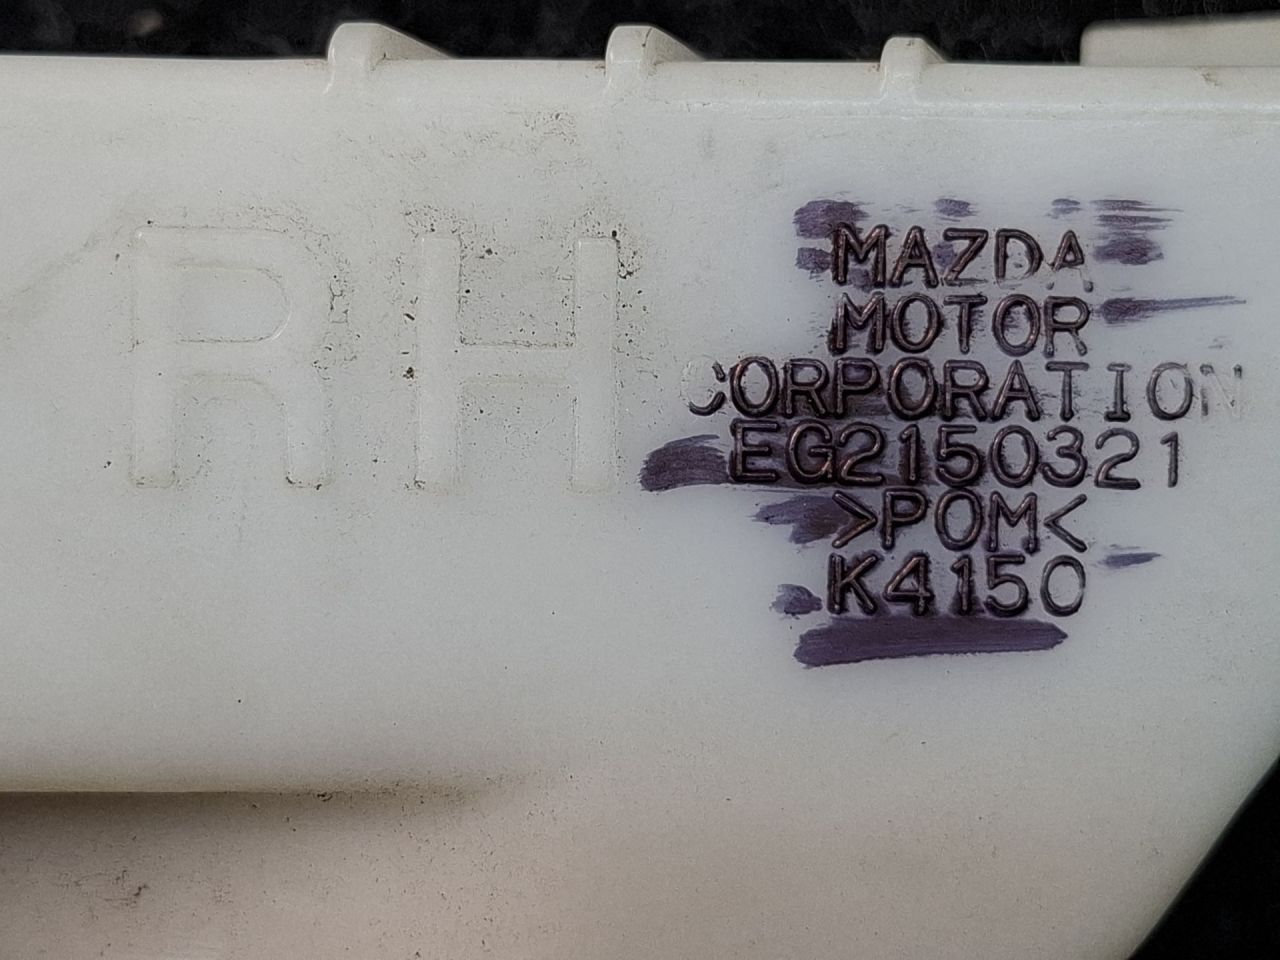 RH
MAZDA
MOTOR
CORPORATION
EG2150321
>POM<
K4150